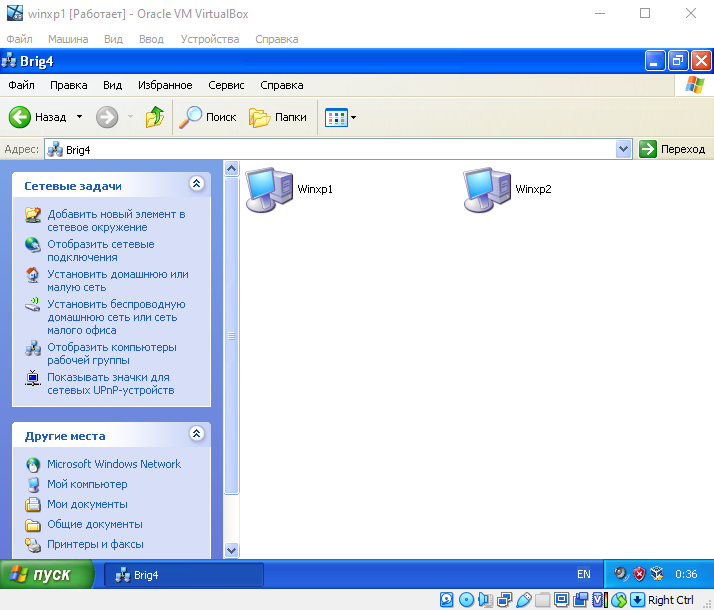 winxp1 [Работает] - Oracle VM VirtualBox
Файл Машина Вид Ввод Устройства Справка
Brig4
Файл Правка Вид Избранное Сервис Справка
Назад Поиск Папки
Адрес: Brig4 Переход
Сетевые задачи
Добавить новый элемент в
сетевое окружение
Отобразить сетевые
подключения
Установить домашнюю или
малую сеть
Установить беспроводную
домашнюю сеть или сеть
малого офиса
Отобразить компьютеры
рабочей группы
Показывать значки для
сетевых UPnP-устройств
Другие места
Microsoft Windows Network
Мой компьютер
Мои документы
Общие документы
Принтеры и факсы
Winxp1 Winxp2
пуск Brig4 EN 0:36
Right Ctrl